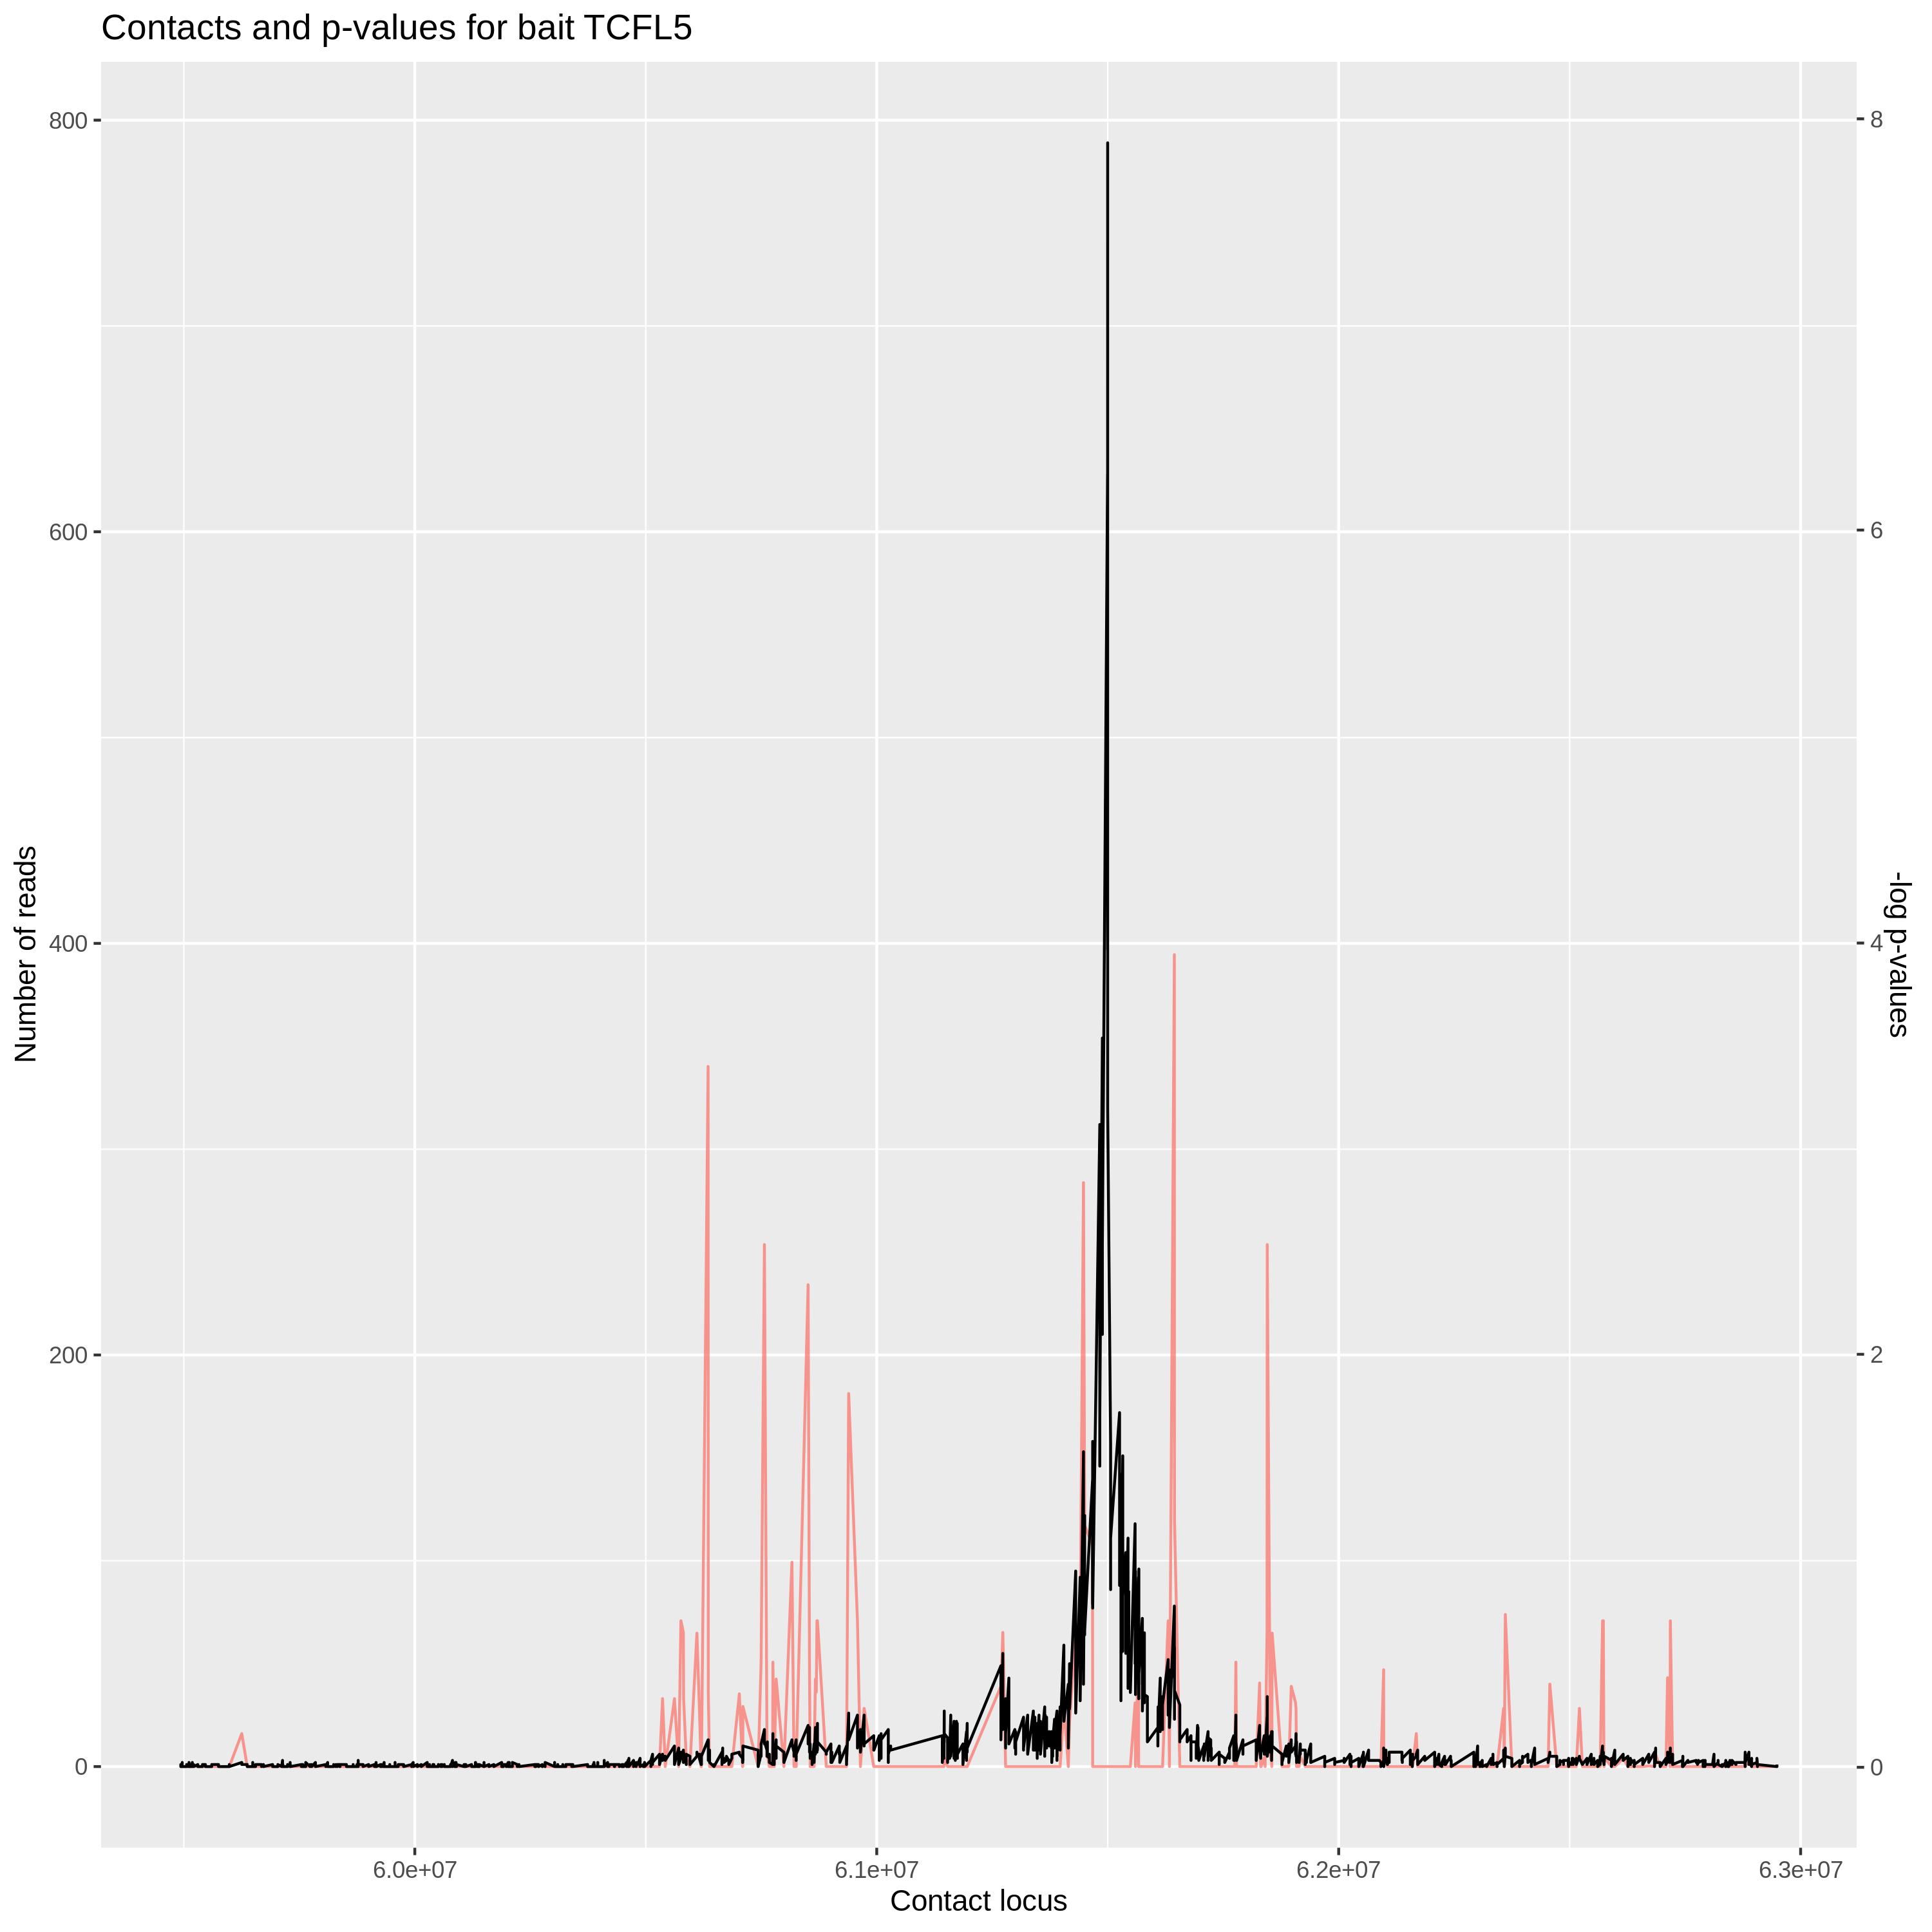 Contacts and p-values for bait TCFL5
800
600
400
200
0
Number of reads
8
6
4
2
0
-log p-values
6.0e+07
6.1e+07
6.2e+07
6.3e+07
Contact locus